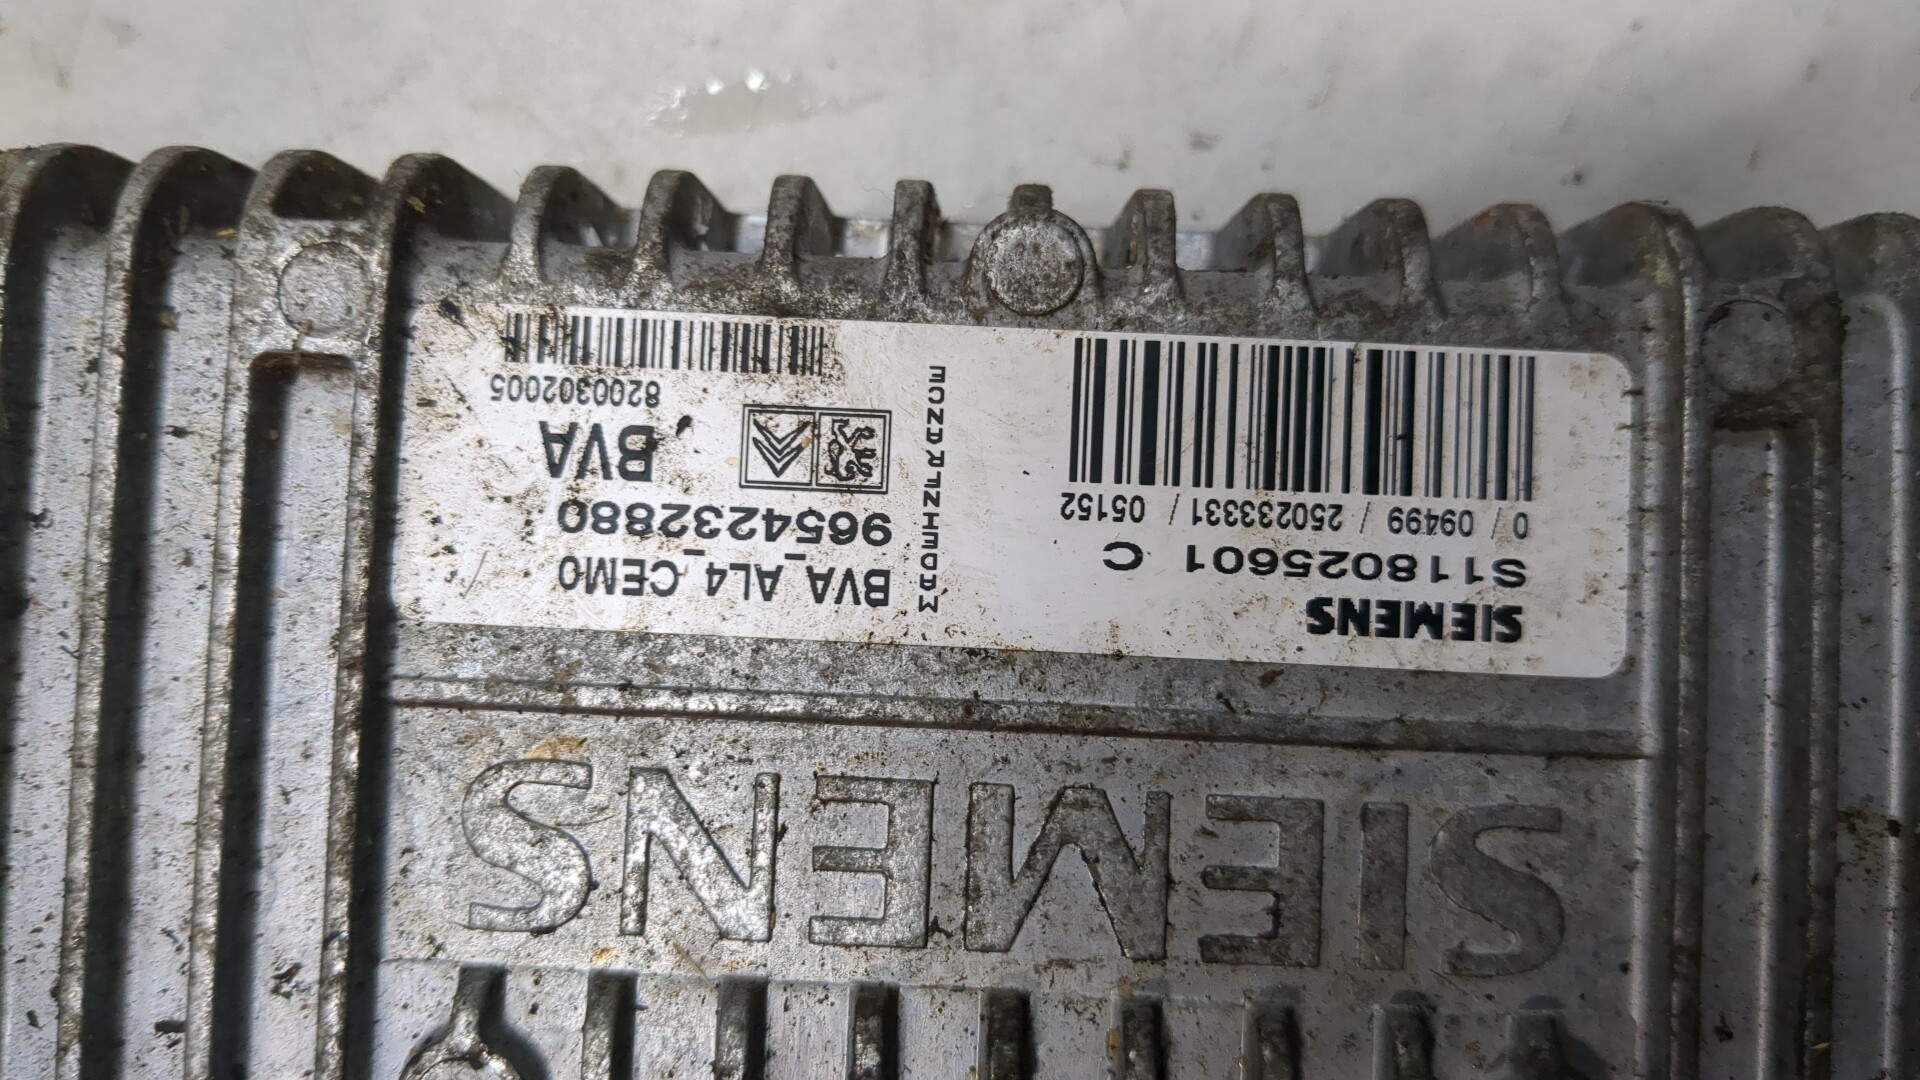 SIEMENS
SIEMENS
S118025601 C
0 / 09499 / 250233331 / 05152
BVA_AL4_CEM0
9654232880
BVA
8200302005